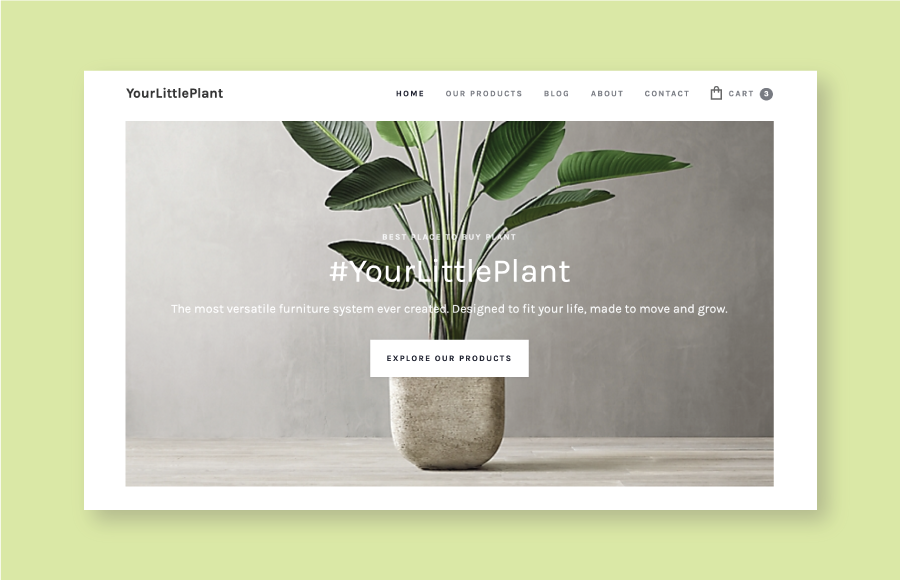 YourLittlePlant
HOME OUR PRODUCTS BLOG ABOUT CONTACT CART 3
BEST PLACE TO BUY PLANT
#YourLittlePlant
The most versatile furniture system ever created. Designed to fit your life, made to move and grow.
EXPLORE OUR PRODUCTS